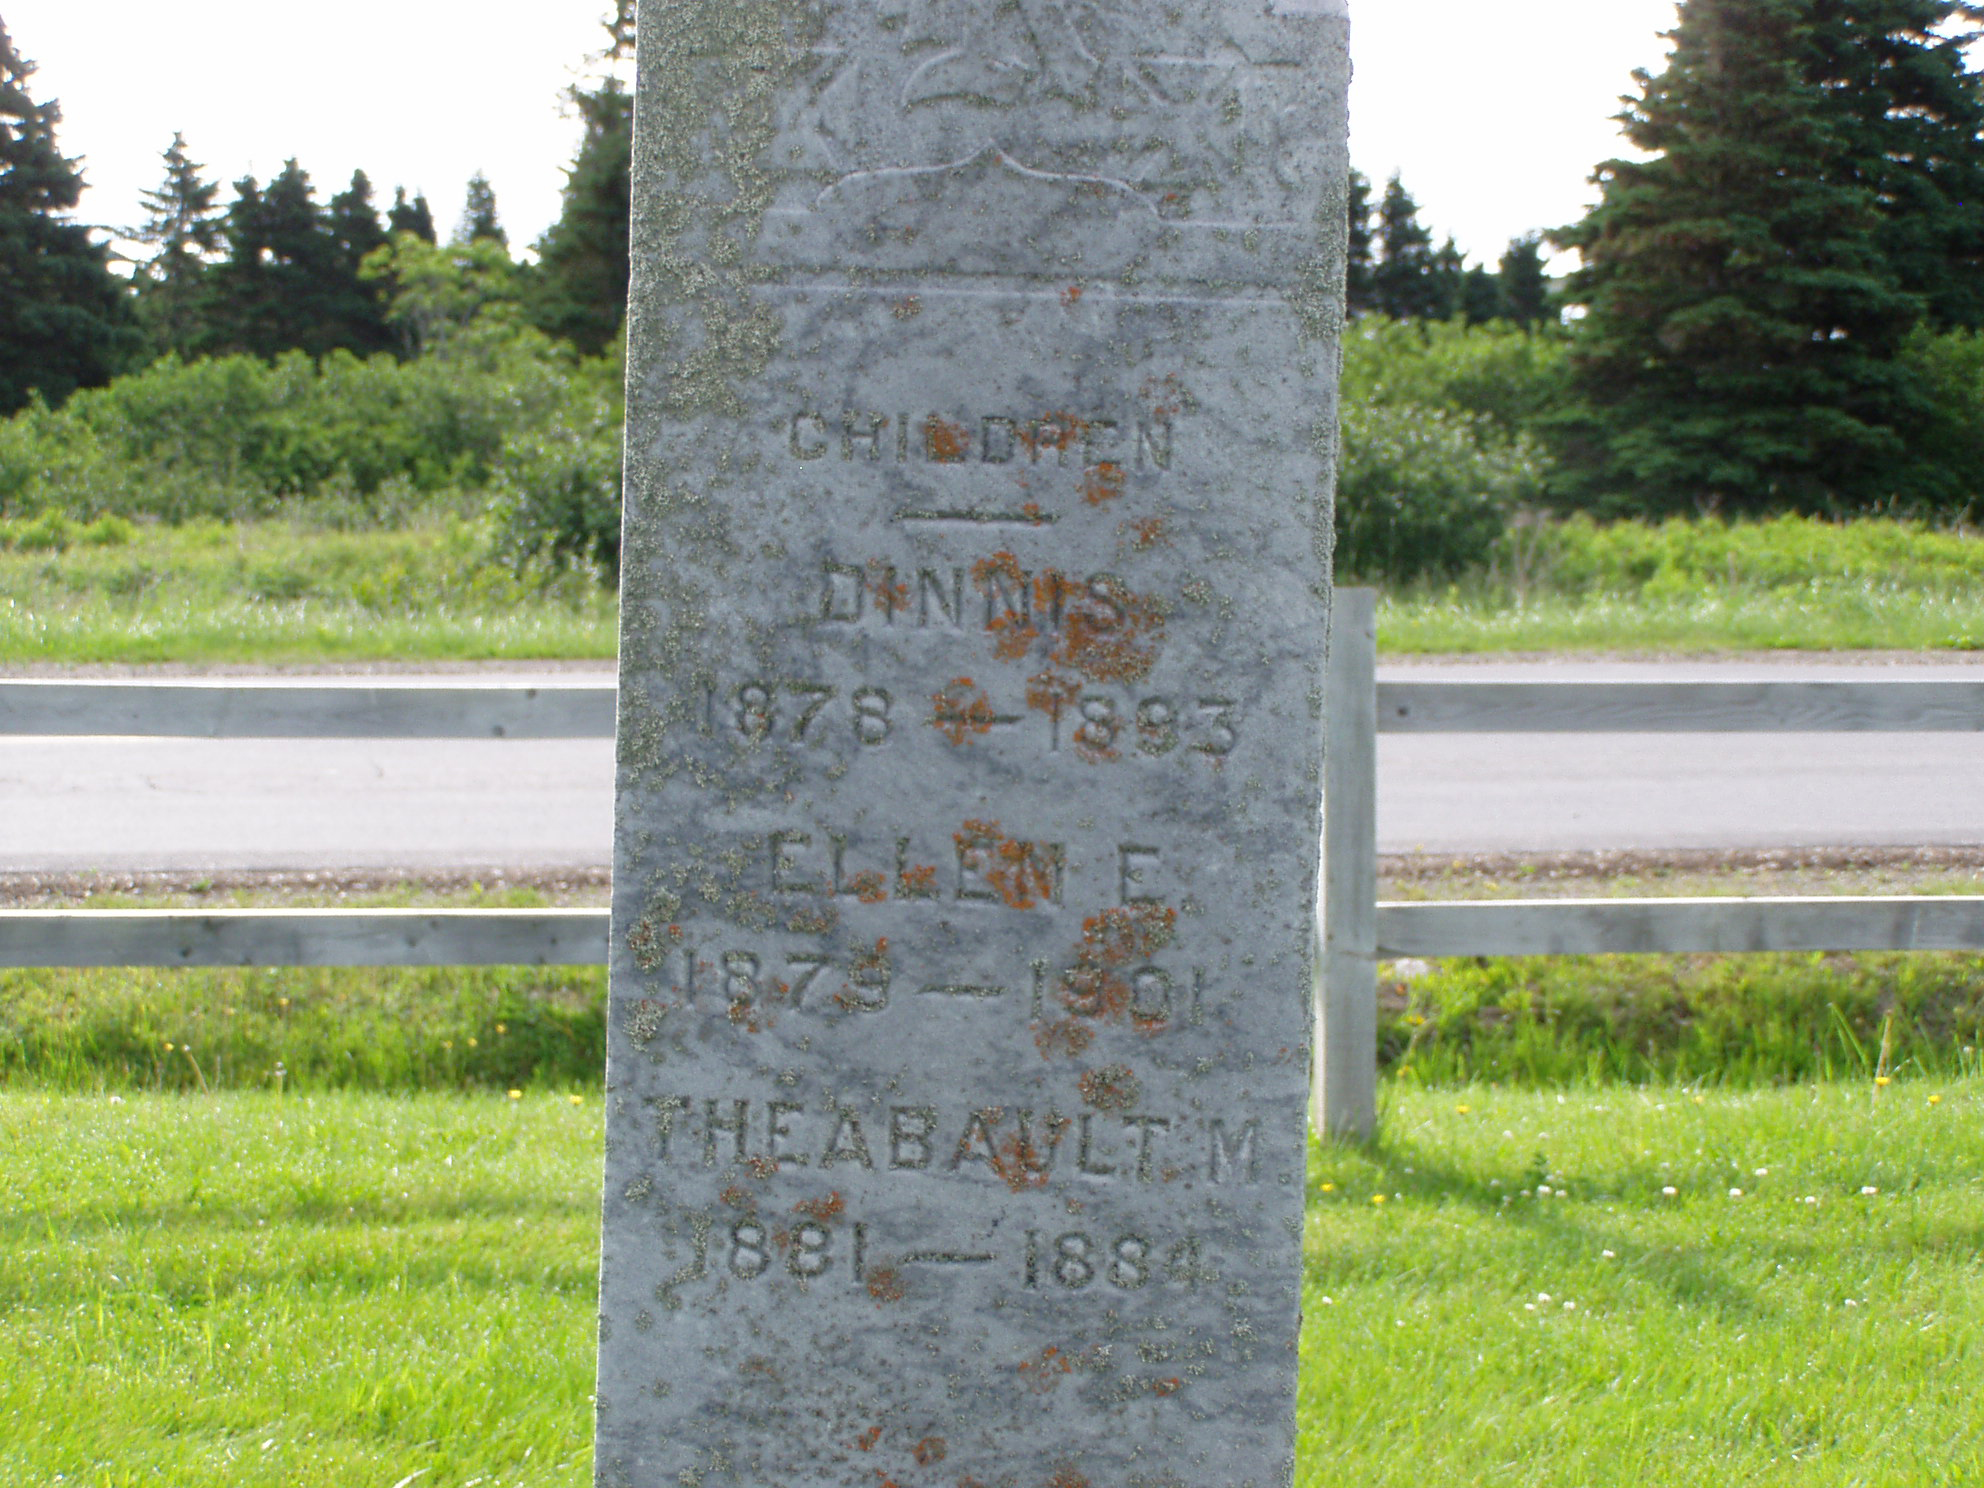 CHILDREN
DINNIS
1878 — 1893
ELLEN E.
1879 — 1901
THEABAULT M.
1881 — 1884